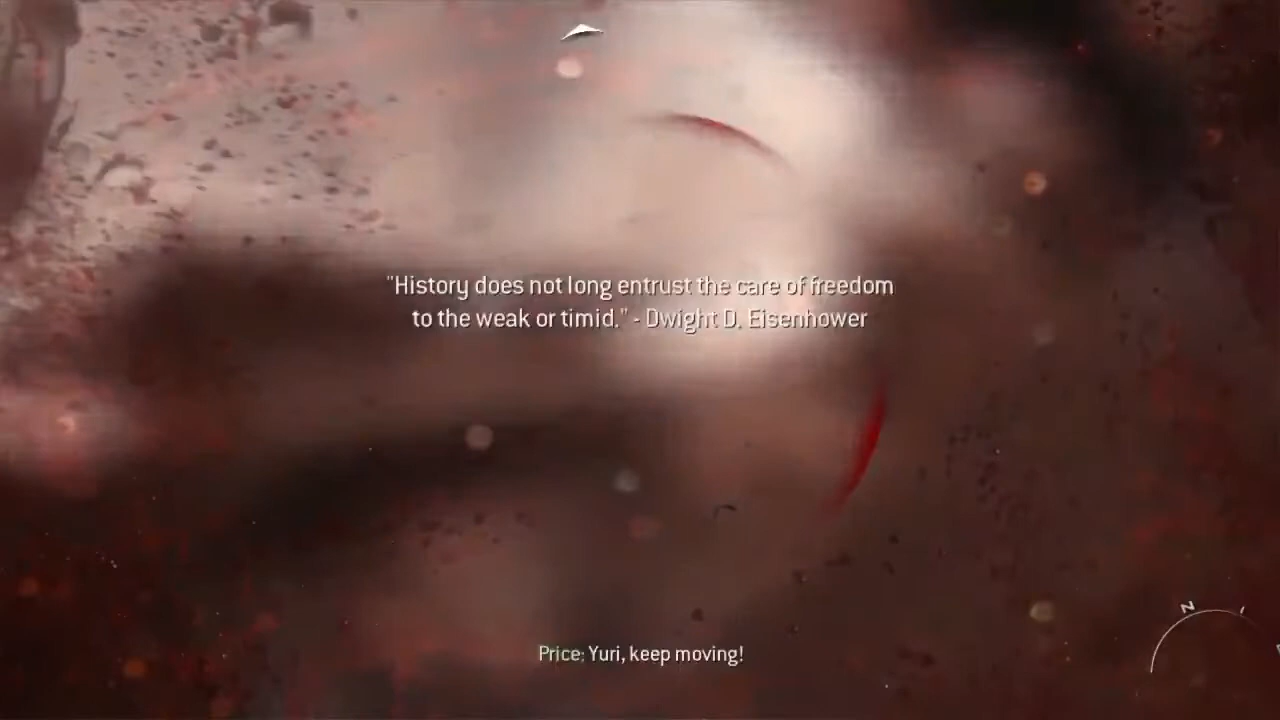 "History does not long entrust the care of freedom
to the weak or timid." - Dwight D. Eisenhower
Price: Yuri, keep moving!
N